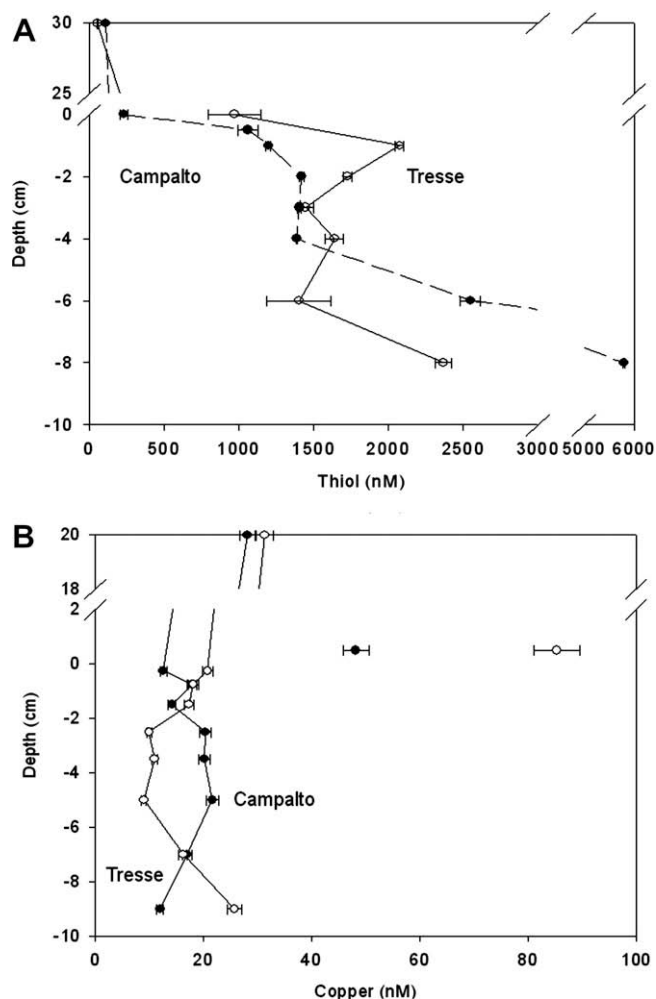 A
30
25
0
-2
-4
-6
-8
-10
Depth (cm)
Campalto
Tresse
0 500 1000 1500 2000 2500 3000 5000 6000
Thiol (nM)
B
20
18
2
0
-2
-4
-6
-8
-10
Depth (cm)
Campalto
Tresse
0 20 40 60 80 100
Copper (nM)